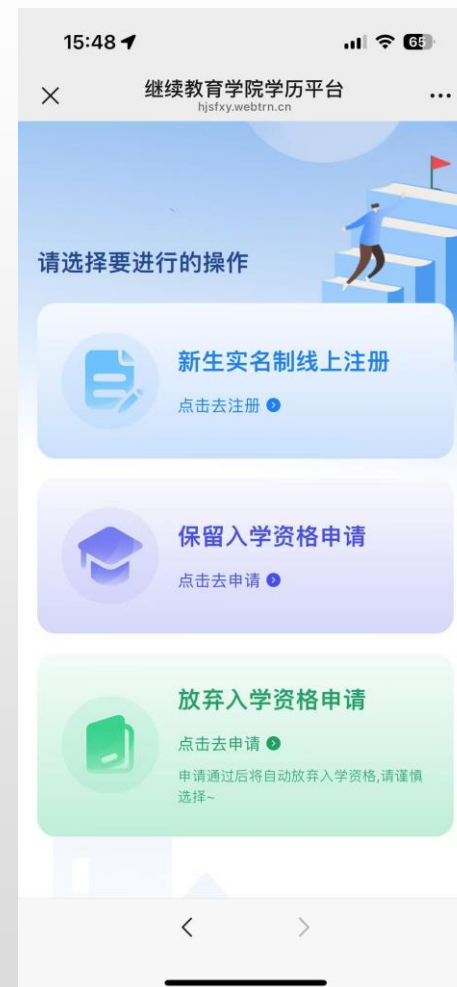 15:48
65
继续教育学院学历平台
hjsfxy.webtrn.cn
请选择要进行的操作
新生实名制线上注册
点击去注册
保留入学资格申请
点击去申请
放弃入学资格申请
点击去申请
申请通过后将自动放弃入学资格,请谨慎
选择~